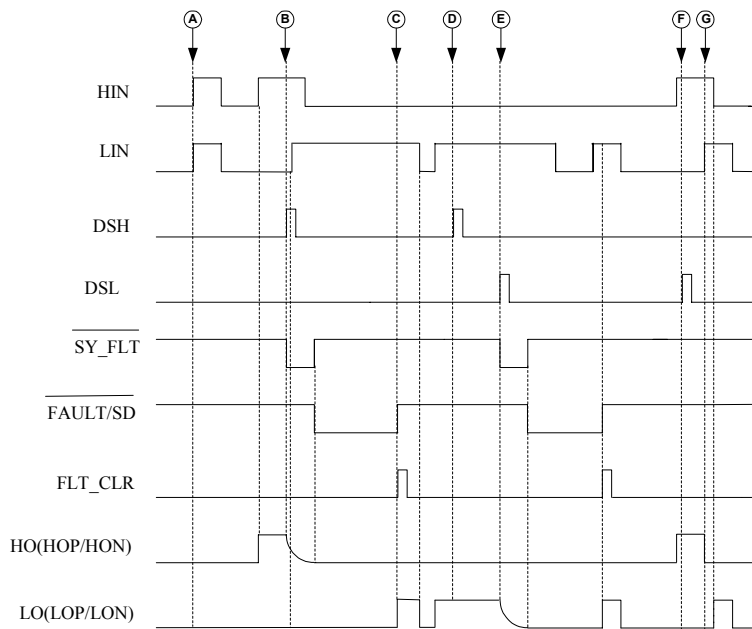 A B C D E F G
HIN
LIN
DSH
DSL
SY_FLT
FAULT/SD
FLT_CLR
HO(HOP/HON)
LO(LOP/LON)